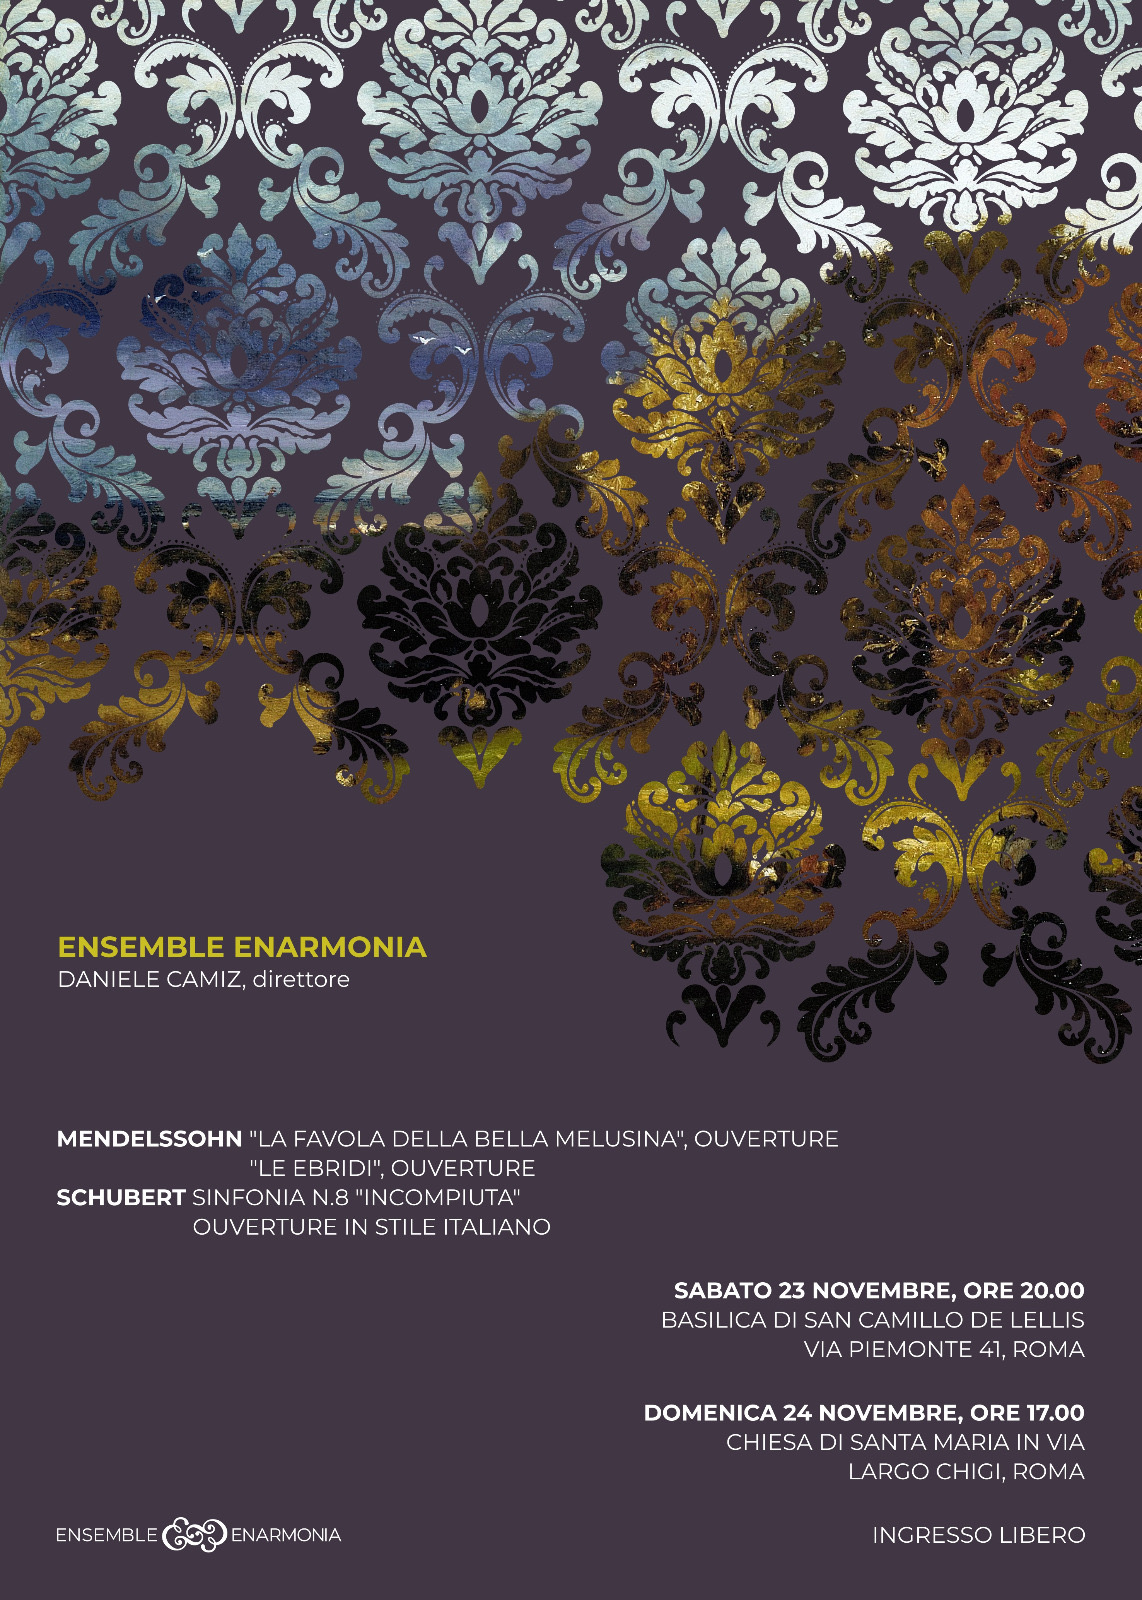 ENSEMBLE ENARMONIA
DANIELE CAMIZ, direttore
MENDELSSOHN "LA FAVOLA DELLA BELLA MELUSINA", OUVERTURE
"LE EBRIDI", OUVERTURE
SCHUBERT SINFONIA N.8 "INCOMPIUTA"
OUVERTURE IN STILE ITALIANO
SABATO 23 NOVEMBRE, ORE 20.00
BASILICA DI SAN CAMILLO DE LELLIS
VIA PIEMONTE 41, ROMA
DOMENICA 24 NOVEMBRE, ORE 17.00
CHIESA DI SANTA MARIA IN VIA
LARGO CHIGI, ROMA
ENSEMBLE ENARMONIA
INGRESSO LIBERO